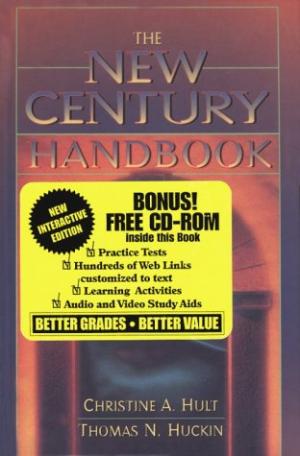 THE
NEW
CENTURY
HANDBOOK
NEW
INTERACTIVE
EDITION
BONUS!
FREE CD-ROM
inside this Book
Practice Tests
Hundreds of Web Links
customized to text
Learning Activities
Audio and Video Study Aids
BETTER GRADES • BETTER VALUE
CHRISTINE A. HULT
THOMAS N. HUCKIN